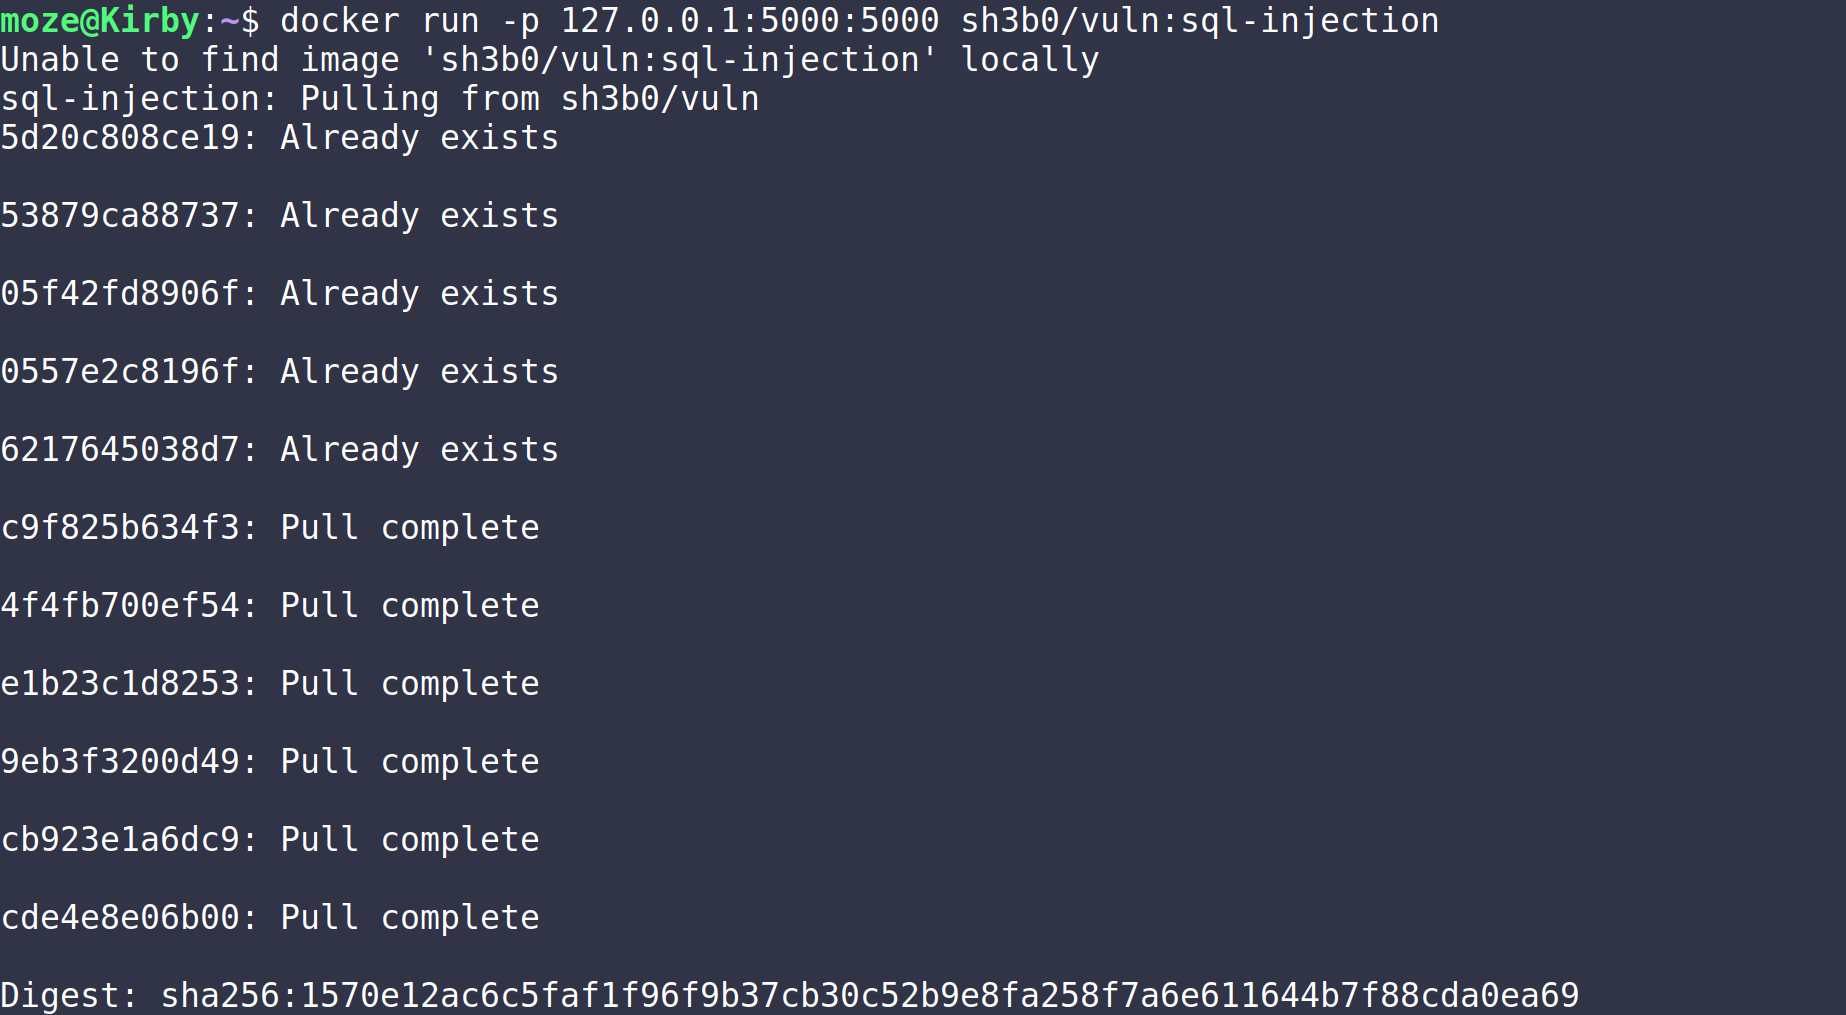 moze@Kirby:~$ docker run -p 127.0.0.1:5000:5000 sh3b0/vuln:sql-injection
Unable to find image 'sh3b0/vuln:sql-injection' locally
sql-injection: Pulling from sh3b0/vuln
5d20c808ce19: Already exists
53879ca88737: Already exists
05f42fd8906f: Already exists
0557e2c8196f: Already exists
6217645038d7: Already exists
c9f825b634f3: Pull complete
4f4fb700ef54: Pull complete
e1b23c1d8253: Pull complete
9eb3f3200d49: Pull complete
cb923e1a6dc9: Pull complete
cde4e8e06b00: Pull complete
Digest: sha256:1570e12ac6c5faf1f96f9b37cb30c52b9e8fa258f7a6e611644b7f88cda0ea69